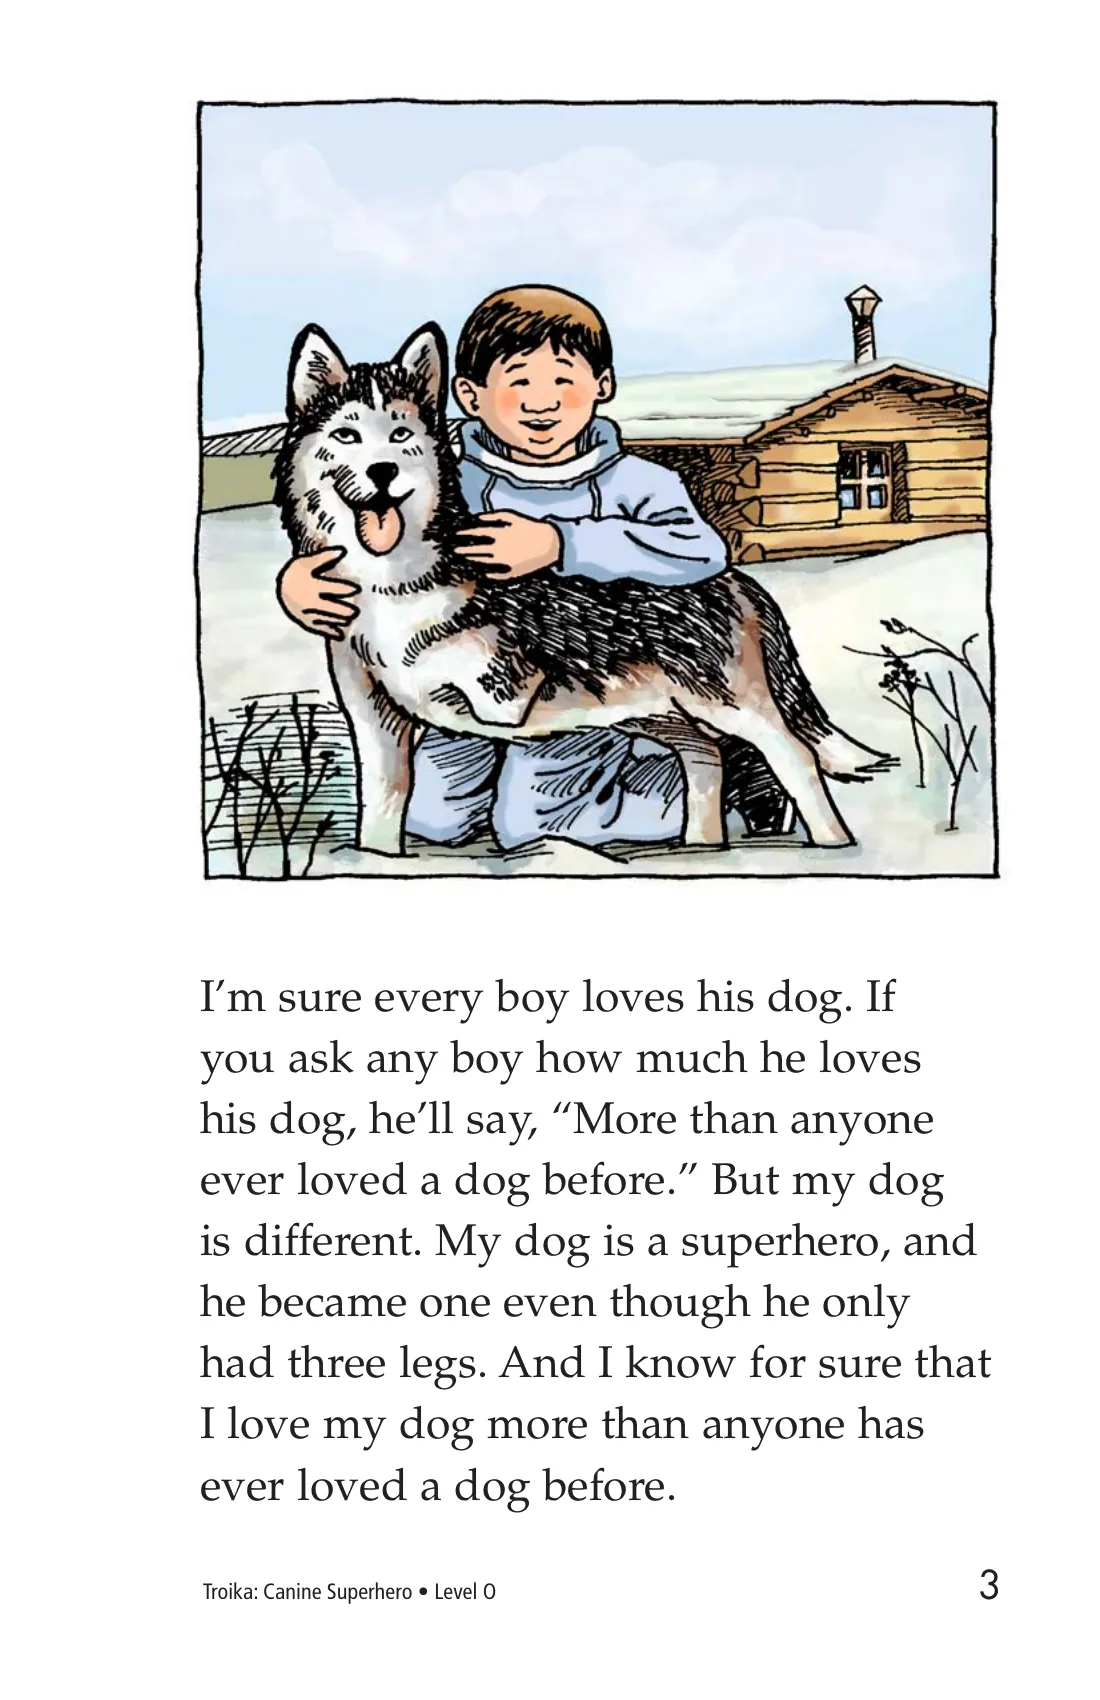 I’m sure every boy loves his dog. If
you ask any boy how much he loves
his dog, he’ll say, “More than anyone
ever loved a dog before.” But my dog
is different. My dog is a superhero, and
he became one even though he only
had three legs. And I know for sure that
I love my dog more than anyone has
ever loved a dog before.
Troika: Canine Superhero • Level O
3